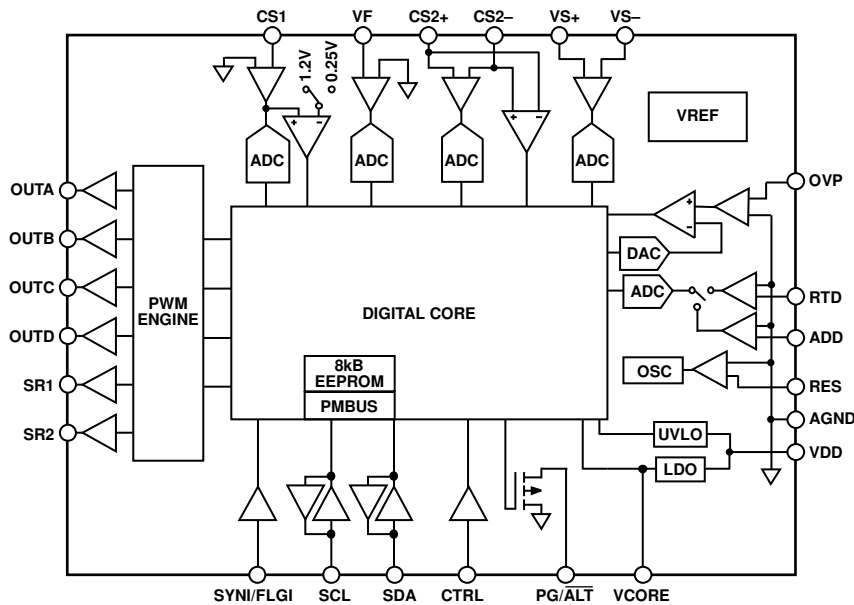 CS1 VF CS2+ CS2– VS+ VS–
1.2V
0.25V
+ –
+ –
VREF
ADC ADC ADC ADC
OUTA
OUTB
OUTC
OUTD
SR1
SR2
PWM
ENGINE
DIGITAL CORE
8kB
EEPROM
PMBUS
+
–
DAC
ADC
OSC
UVLO
LDO
OVP
RTD
ADD
RES
AGND
VDD
SYNI/FLGI SCL SDA CTRL PG/ALT VCORE